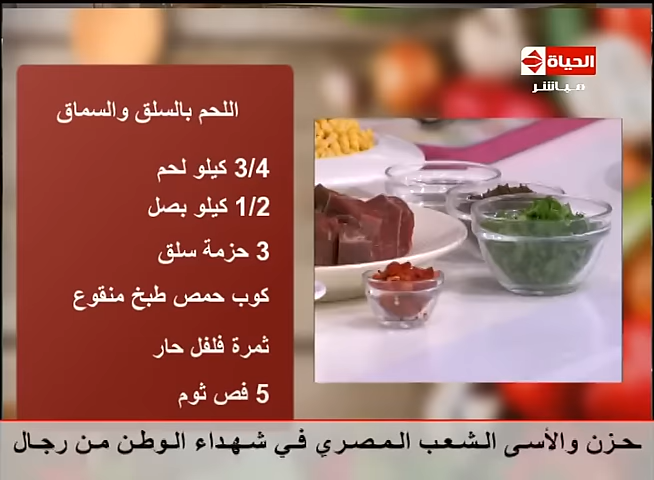 الحياة
مباشر
اللحم بالسلق والسماق
3/4 كيلو لحم
1/2 كيلو بصل
3 حزمة سلق
كوب حمص طبخ منقوع
ثمرة فلفل حار
5 فص ثوم
حزن والأسى الشعب المصري في شهداء الوطن من رجال